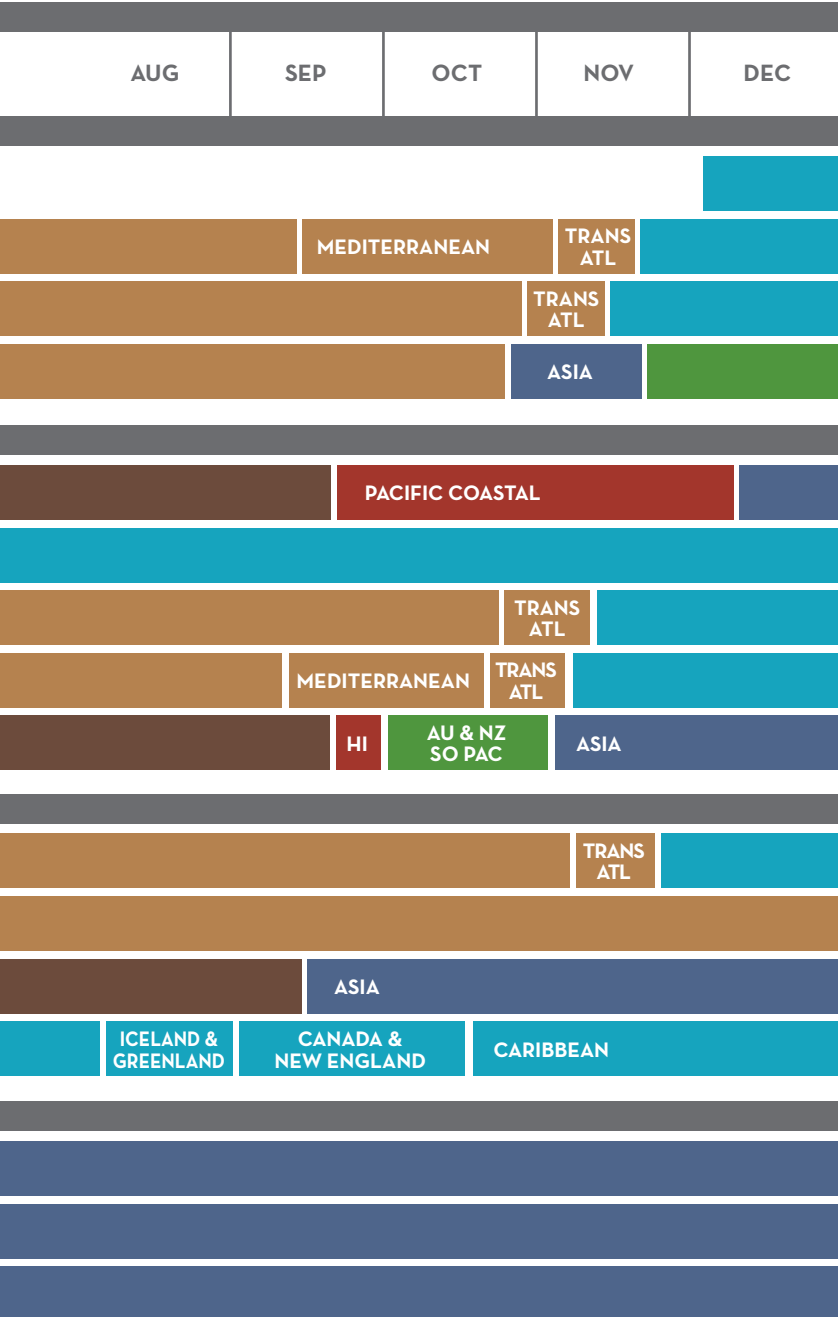 AUG
SEP
OCT
NOV
DEC
MEDITERRANEAN
TRANS
ATL
TRANS
ATL
ASIA
PACIFIC COASTAL
TRANS
ATL
MEDITERRANEAN
TRANS
ATL
HI
AU & NZ
SO PAC
ASIA
TRANS
ATL
ASIA
ICELAND &
GREENLAND
CANADA &
NEW ENGLAND
CARIBBEAN